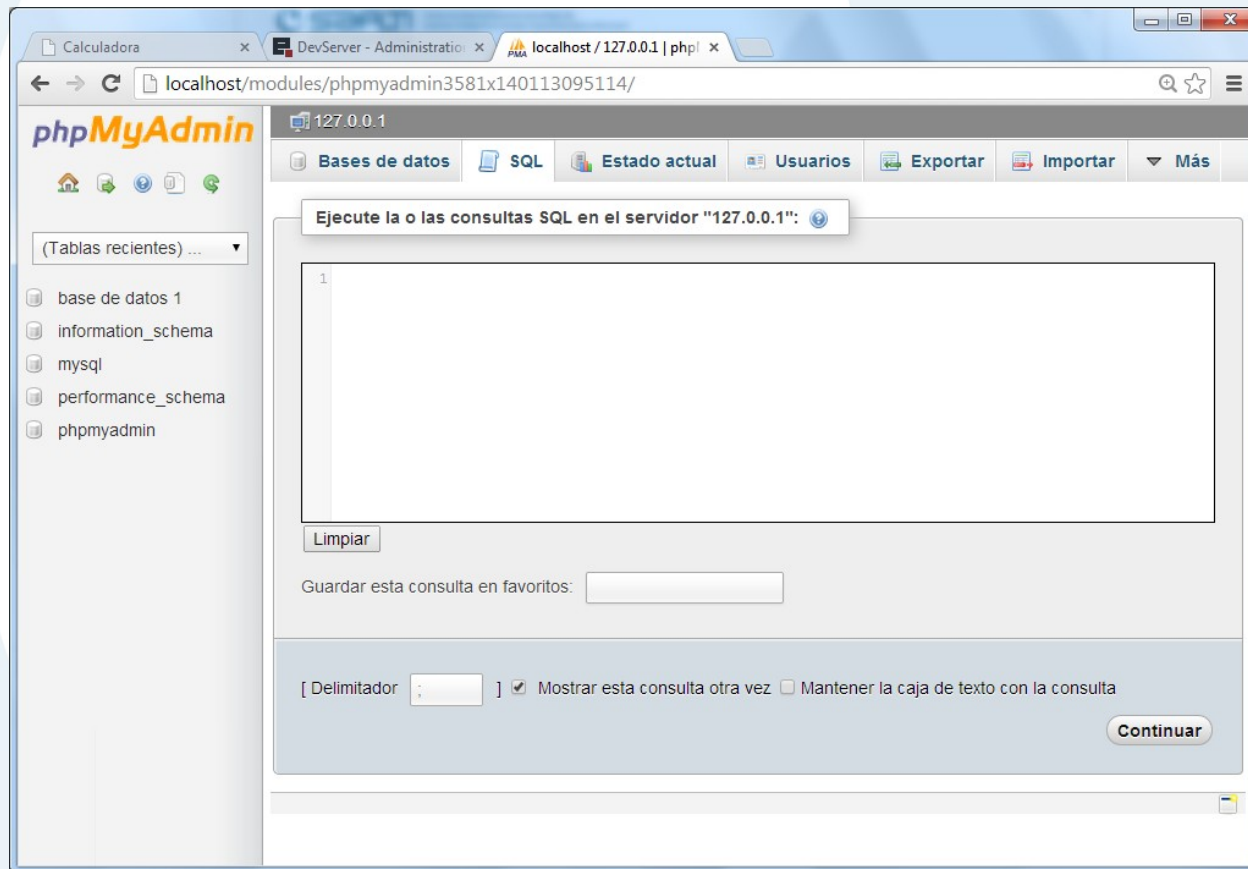 Calculadora
DevServer - Administratio
localhost / 127.0.0.1 | phpl
localhost/modules/phpmyadmin3581x140113095114/
phpMyAdmin
127.0.0.1
Bases de datos
SQL
Estado actual
Usuarios
Exportar
Importar
Más
Ejecute la o las consultas SQL en el servidor "127.0.0.1":
(Tablas recientes) ...
base de datos 1
information_schema
mysql
performance_schema
phpmyadmin
1
Limpiar
Guardar esta consulta en favoritos:
[ Delimitador ; ] Mostrar esta consulta otra vez Mantener la caja de texto con la consulta
Continuar